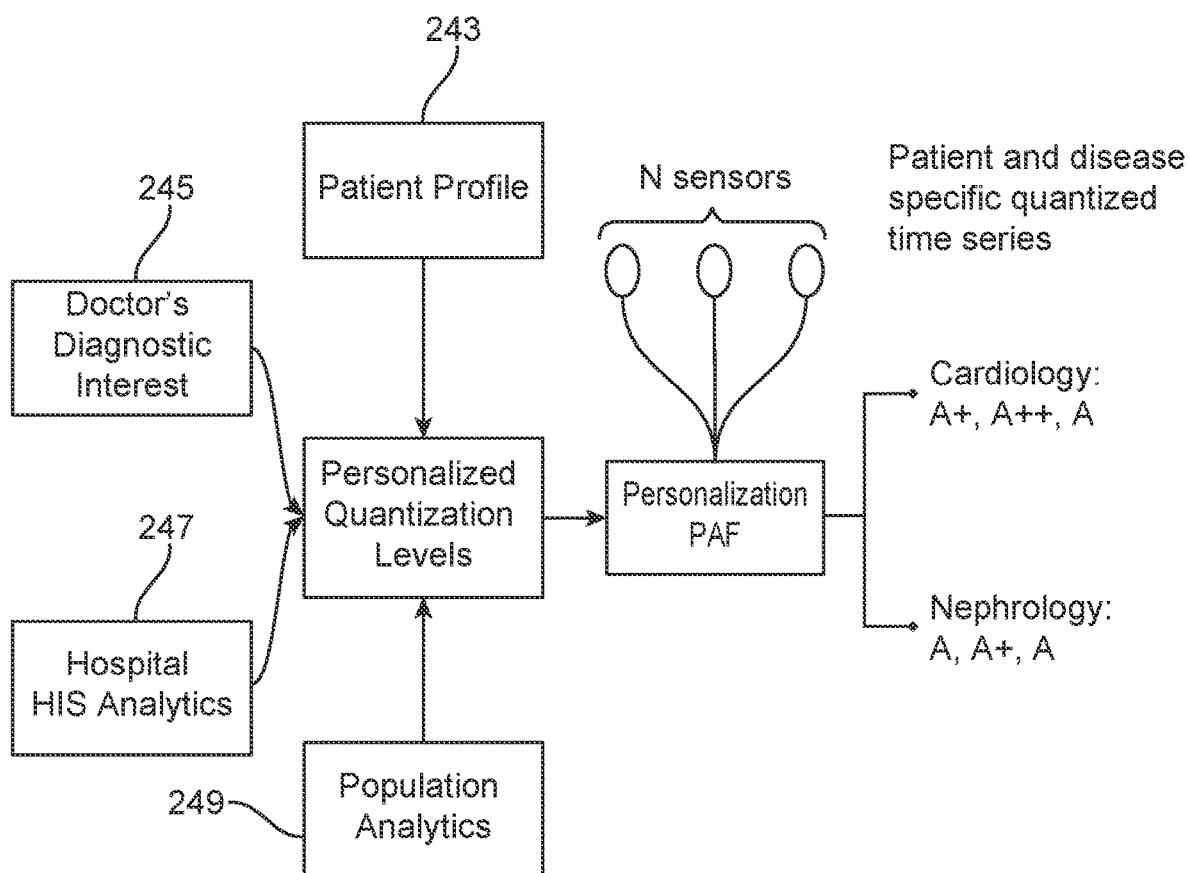 243
Patient Profile
245
Doctor's
Diagnostic
Interest
247
Hospital
HIS Analytics
249
Population
Analytics
Personalized
Quantization
Levels
N sensors
Personalization
PAF
Patient and disease
specific quantized
time series
Cardiology:
A+, A++, A
Nephrology:
A, A+, A